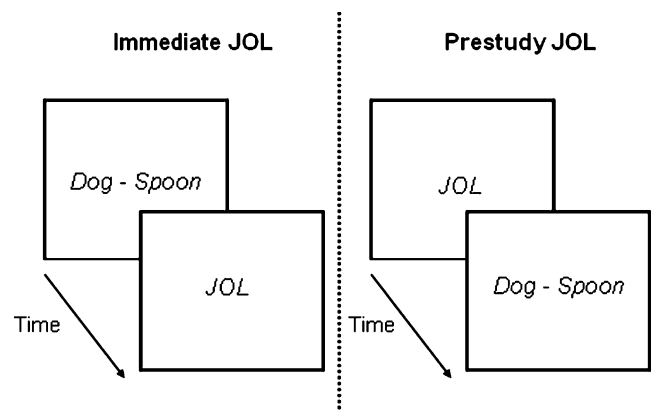 Immediate JOL
Dog - Spoon
JOL
Time
Prestudy JOL
JOL
Dog - Spoon
Time